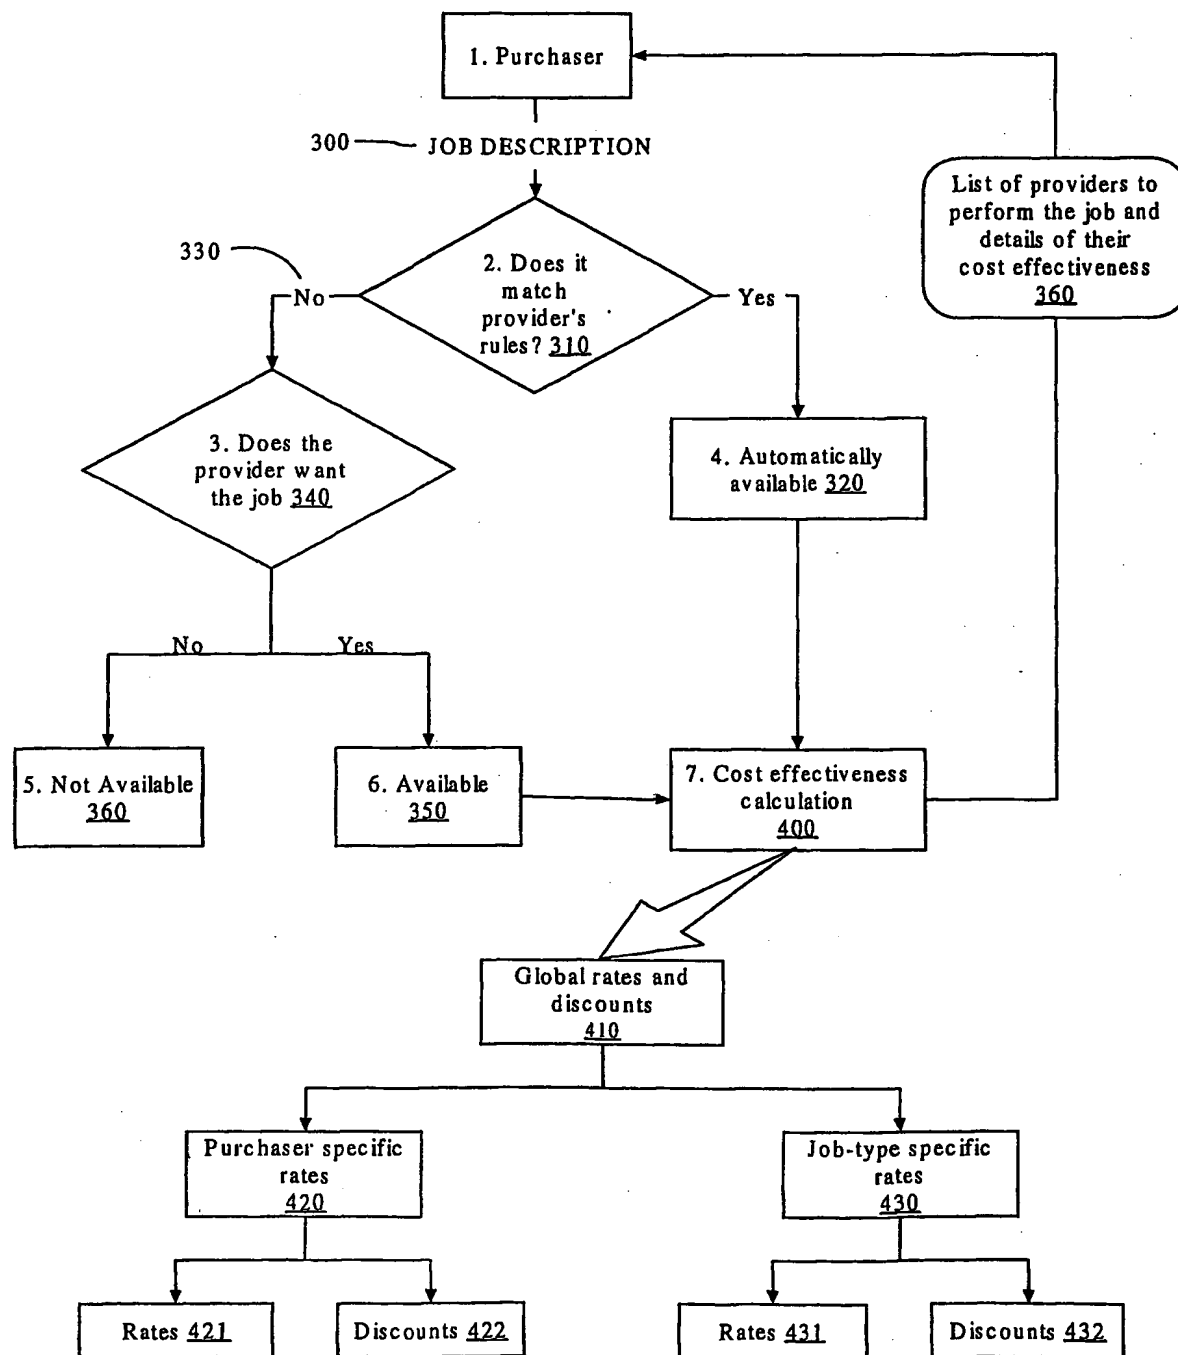 1. Purchaser
300
JOB DESCRIPTION
List of providers to
perform the job and
details of their
cost effectiveness
360
330
No
2. Does it
match
provider's
rules? 310
Yes
3. Does the
provider want
the job 340
4. Automatically
available 320
No
Yes
5. Not Available
360
6. Available
350
7. Cost effectiveness
calculation
400
Global rates and
discounts
410
Purchaser specific
rates
420
Job-type specific
rates
430
Rates 421
Discounts 422
Rates 431
Discounts 432